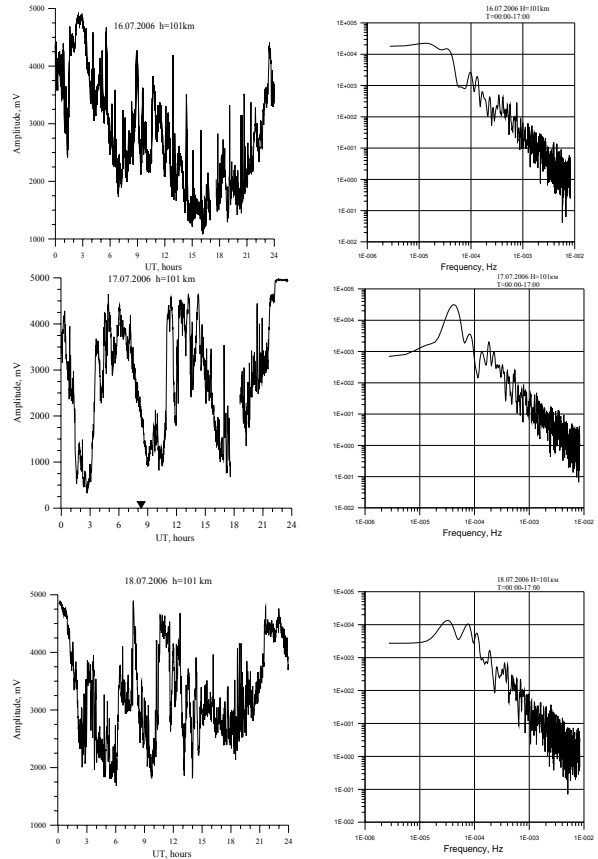 16.07.2006 h=101km
5000
4000
3000
2000
1000
Amplitude, mV
0 3 6 9 12 15 18 21 24
UT, hours
16.07.2006 H=101км
T=00:00-17:00
1E+005
1E+004
1E+003
1E+002
1E+001
1E+000
1E-001
1E-002
1E-006 1E-005 1E-004 1E-003 1E-002
Frequency, Hz
17.07.2006 h=101 km
5000
4000
3000
2000
1000
0
Amplitude, mV
0 3 6 9 12 15 18 21 24
UT, hours
17.07.2006 H=101км
T=00:00-17:00
1E+005
1E+004
1E+003
1E+002
1E+001
1E+000
1E-001
1E-002
1E-006 1E-005 1E-004 1E-003 1E-002
Frequency, Hz
18.07.2006 h=101 km
5000
4000
3000
2000
1000
Amplitude, mV
0 3 6 9 12 15 18 21 24
UT, hours
18.07.2006 H=101км
T=00:00-17:00
1E+005
1E+004
1E+003
1E+002
1E+001
1E+000
1E-001
1E-002
1E-006 1E-005 1E-004 1E-003 1E-002
Frequency, Hz